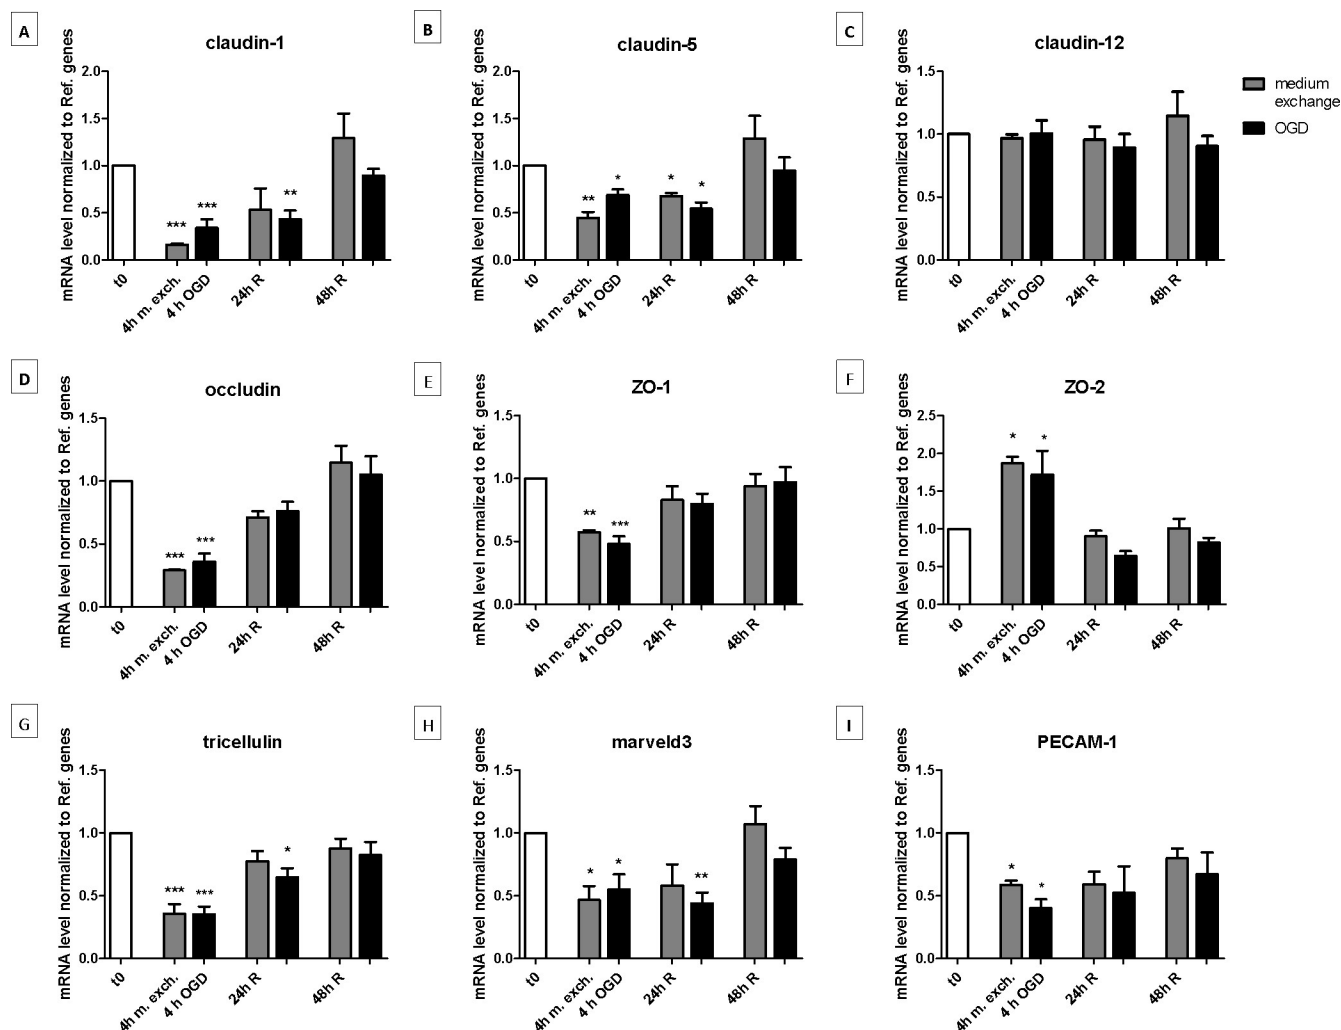 A
claudin-1
mRNA level normalized to Ref. genes
2.0
1.5
1.0
0.5
0.0
***
***
**
t0
4h m. exch.
4 h OGD
24h R
48h R
B
claudin-5
mRNA level normalized to Ref. genes
2.0
1.5
1.0
0.5
0.0
**
*
*
*
t0
4h m. exch.
4 h OGD
24h R
48h R
C
claudin-12
mRNA level normalized to Ref. genes
1.5
1.0
0.5
0.0
t0
4h m. exch.
4 h OGD
24h R
48h R
medium
exchange
OGD
D
occludin
mRNA level normalized to Ref. genes
1.5
1.0
0.5
0.0
***
***
t0
4h m. exch.
4 h OGD
24h R
48h R
E
ZO-1
mRNA level normalized to Ref. genes
1.5
1.0
0.5
0.0
**
***
t0
4h m. exch.
4 h OGD
24h R
48h R
F
ZO-2
mRNA level normalized to Ref. genes
2.5
2.0
1.5
1.0
0.5
0.0
*
*
t0
4h m. exch.
4 h OGD
24h R
48h R
G
tricellulin
mRNA level normalized to Ref. genes
1.5
1.0
0.5
0.0
***
***
*
t0
4h m. exch.
4 h OGD
24h R
48h R
H
marveld3
mRNA level normalized to Ref. genes
1.5
1.0
0.5
0.0
*
*
**
t0
4h m. exch.
4 h OGD
24h R
48h R
I
PECAM-1
mRNA level normalized to Ref. genes
1.5
1.0
0.5
0.0
*
*
t0
4h m. exch.
4 h OGD
24h R
48h R